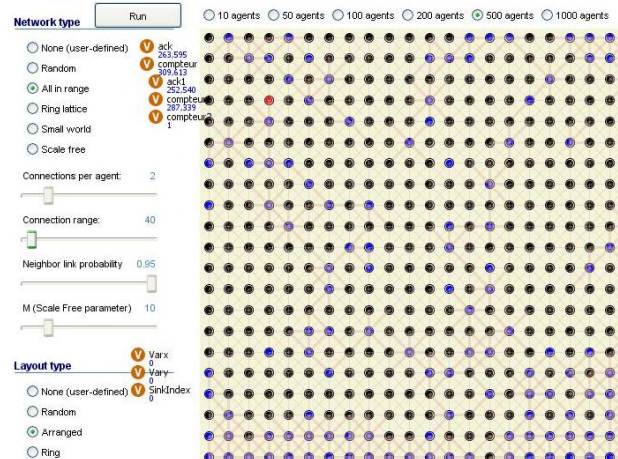 Network type
Run
10 agents
50 agents
100 agents
200 agents
500 agents
1000 agents
None (user-defined)
Random
All in range
Ring lattice
Small world
Scale free
V ack
263,595
V compteur
309,613
V ack1
252,540
V compteur
287,339
V compteur2
1
Connections per agent: 2
Connection range: 40
Neighbor link probability 0.95
M (Scale Free parameter) 10
Layout type
V Varx
0
V Vary
0
V SinkIndex
0
None (user-defined)
Random
Arranged
Ring